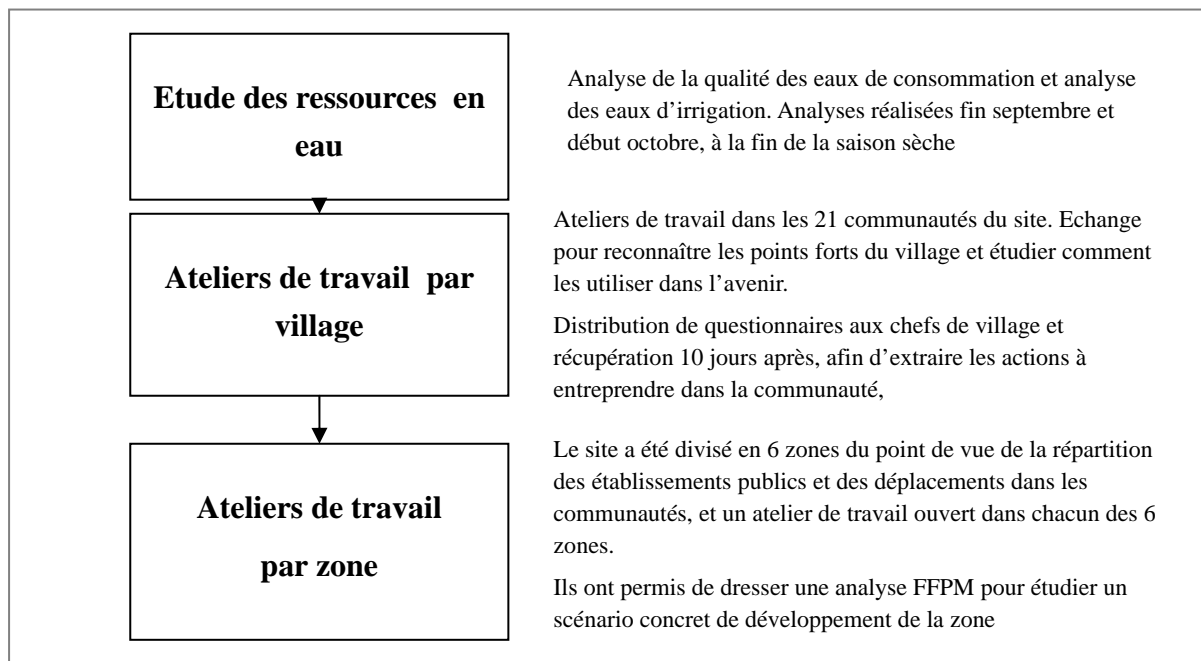 Etude des ressources en
eau
Analyse de la qualité des eaux de consommation et analyse
des eaux d’irrigation. Analyses réalisées fin septembre et
début octobre, à la fin de la saison sèche
Ateliers de travail par
village
Ateliers de travail dans les 21 communautés du site. Echange
pour reconnaître les points forts du village et étudier comment
les utiliser dans l’avenir.
Distribution de questionnaires aux chefs de village et
récupération 10 jours après, afin d’extraire les actions à
entreprendre dans la communauté,
Ateliers de travail
par zone
Le site a été divisé en 6 zones du point de vue de la répartition
des établissements publics et des déplacements dans les
communautés, et un atelier de travail ouvert dans chacun des 6
zones.
Ils ont permis de dresser une analyse FFPM pour étudier un
scénario concret de développement de la zone